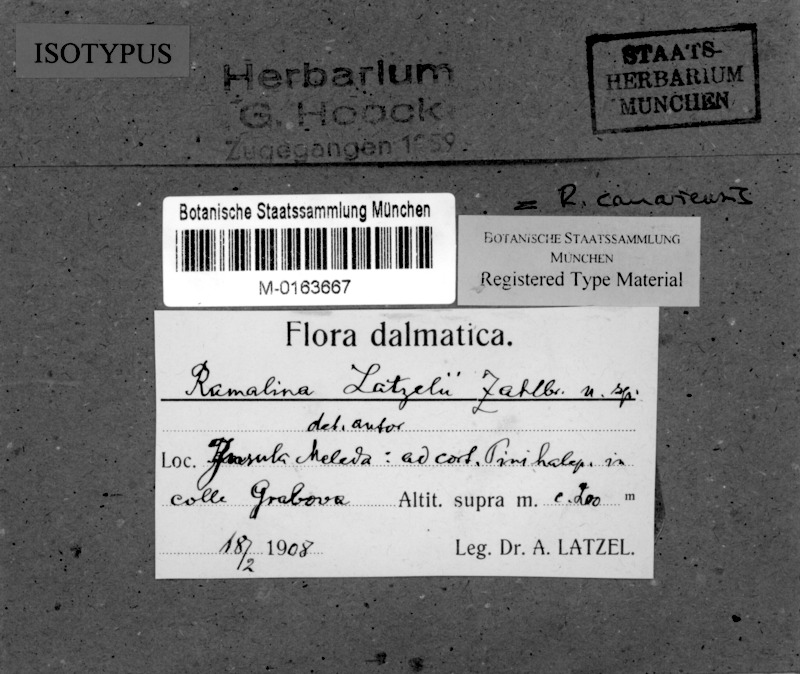 ISOTYPUS
Herbarium
G. Hoock
Zugegangen 1959
STAATS-
HERBARIUM
MÜNCHEN
= R. canariensis
Botanische Staatssammlung München
M-0163667
BOTANISCHE STAATSSAMMLUNG
MÜNCHEN
Registered Type Material
Flora dalmatica.
Ramalina Latzelii Zahlbr. n. sp.
det. autor
Loc. Insula Meleda: ad cort. Pini halep. in
colle Grabova Altit. supra m. c. 200 m
18/2 1908 Leg. Dr. A. LATZEL.